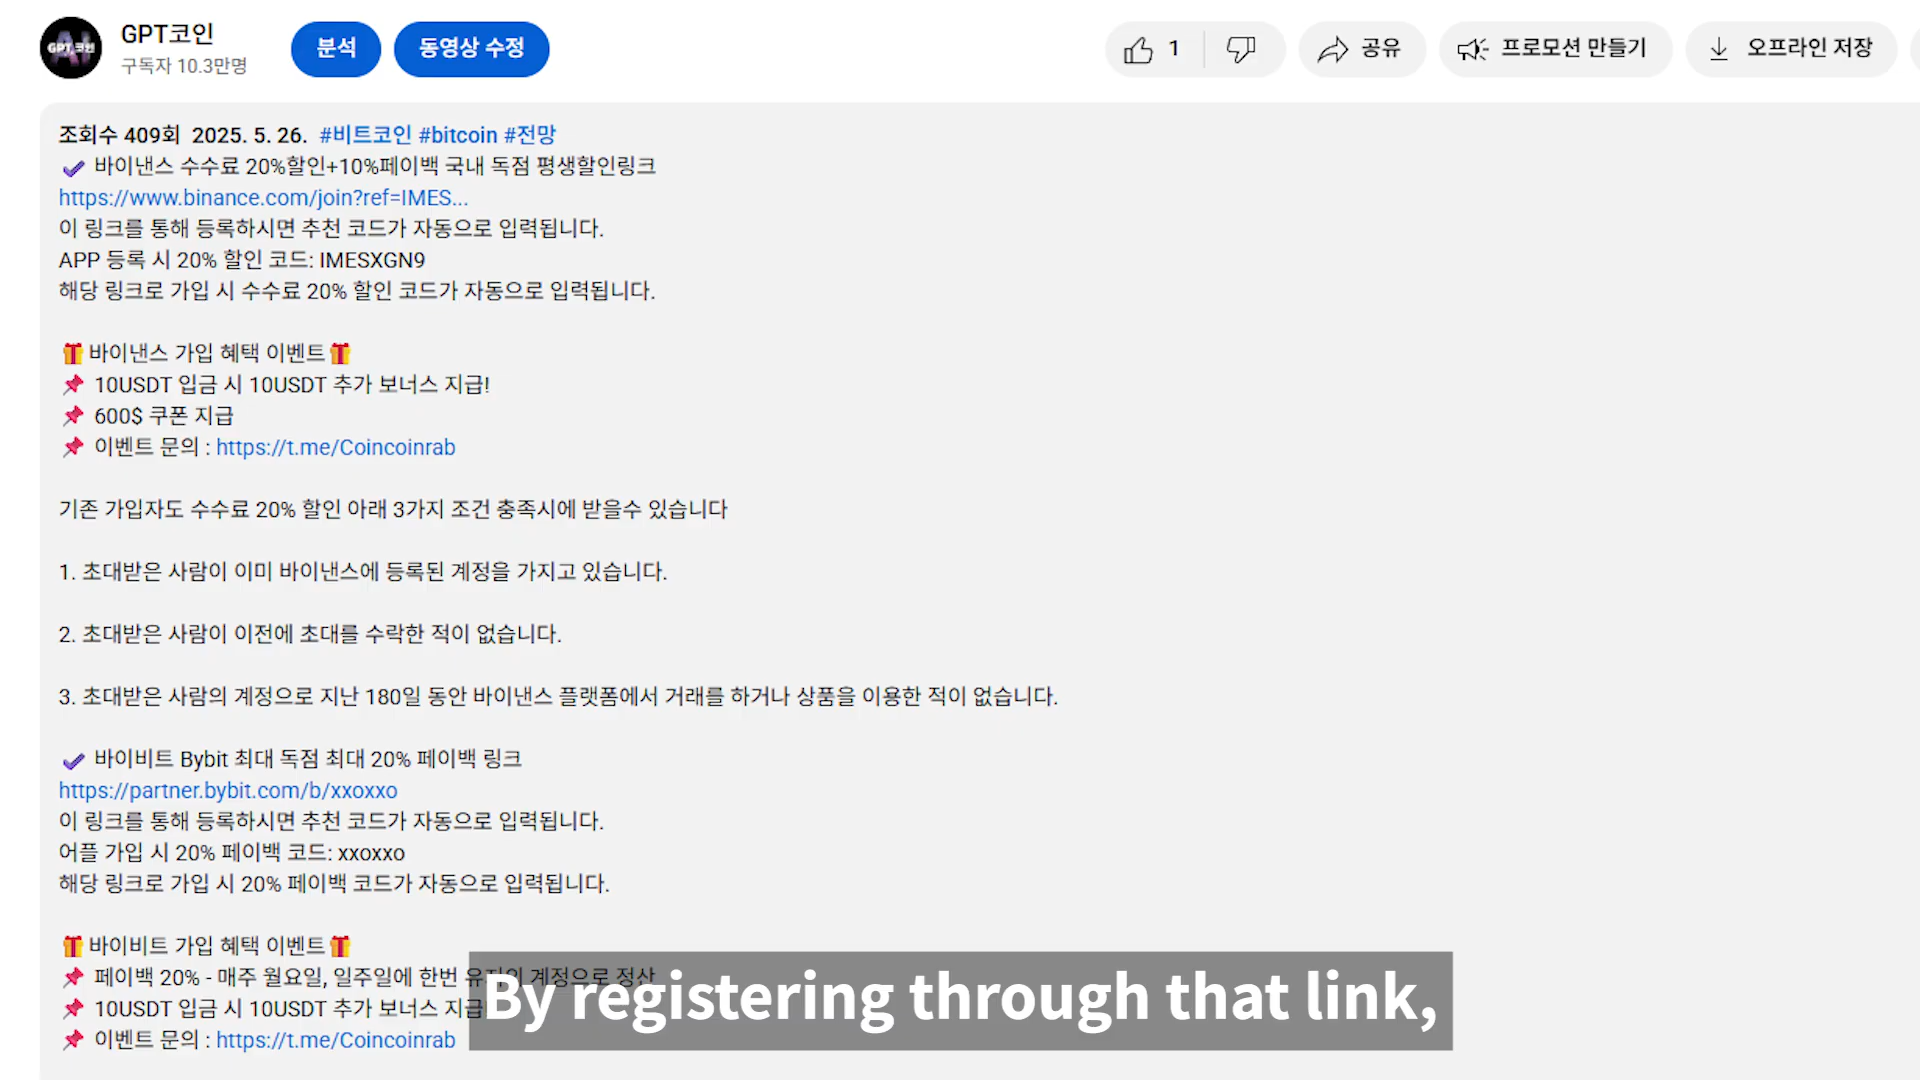 GPT코인
구독자 10.3만명
분석
동영상 수정
1
공유
프로모션 만들기
오프라인 저장
조회수 409회 2025. 5. 26. #비트코인 #bitcoin #전망
바이낸스 수수료 20%할인+10%페이백 국내 독점 평생할인링크
https://www.binance.com/join?ref=IMES...
이 링크를 통해 등록하시면 추천 코드가 자동으로 입력됩니다.
APP 등록 시 20% 할인 코드: IMESXGN9
해당 링크로 가입 시 수수료 20% 할인 코드가 자동으로 입력됩니다.
바이낸스 가입 혜택 이벤트
10USDT 입금 시 10USDT 추가 보너스 지급!
600$ 쿠폰 지급
이벤트 문의 : https://t.me/Coincoinrab
기존 가입자도 수수료 20% 할인 아래 3가지 조건 충족시에 받을수 있습니다
1. 초대받은 사람이 이미 바이낸스에 등록된 계정을 가지고 있습니다.
2. 초대받은 사람이 이전에 초대를 수락한 적이 없습니다.
3. 초대받은 사람의 계정으로 지난 180일 동안 바이낸스 플랫폼에서 거래를 하거나 상품을 이용한 적이 없습니다.
바이비트 Bybit 최대 독점 최대 20% 페이백 링크
https://partner.bybit.com/b/xxoxxo
이 링크를 통해 등록하시면 추천 코드가 자동으로 입력됩니다.
어플 가입 시 20% 페이백 코드: xxoxxo
해당 링크로 가입 시 20% 페이백 코드가 자동으로 입력됩니다.
바이비트 가입 혜택 이벤트
페이백 20% - 매주 월요일, 일주일에 한번 유저의 계정으로 정산
10USDT 입금 시 10USDT 추가 보너스 지급
이벤트 문의 : https://t.me/Coincoinrab
By registering through that link,